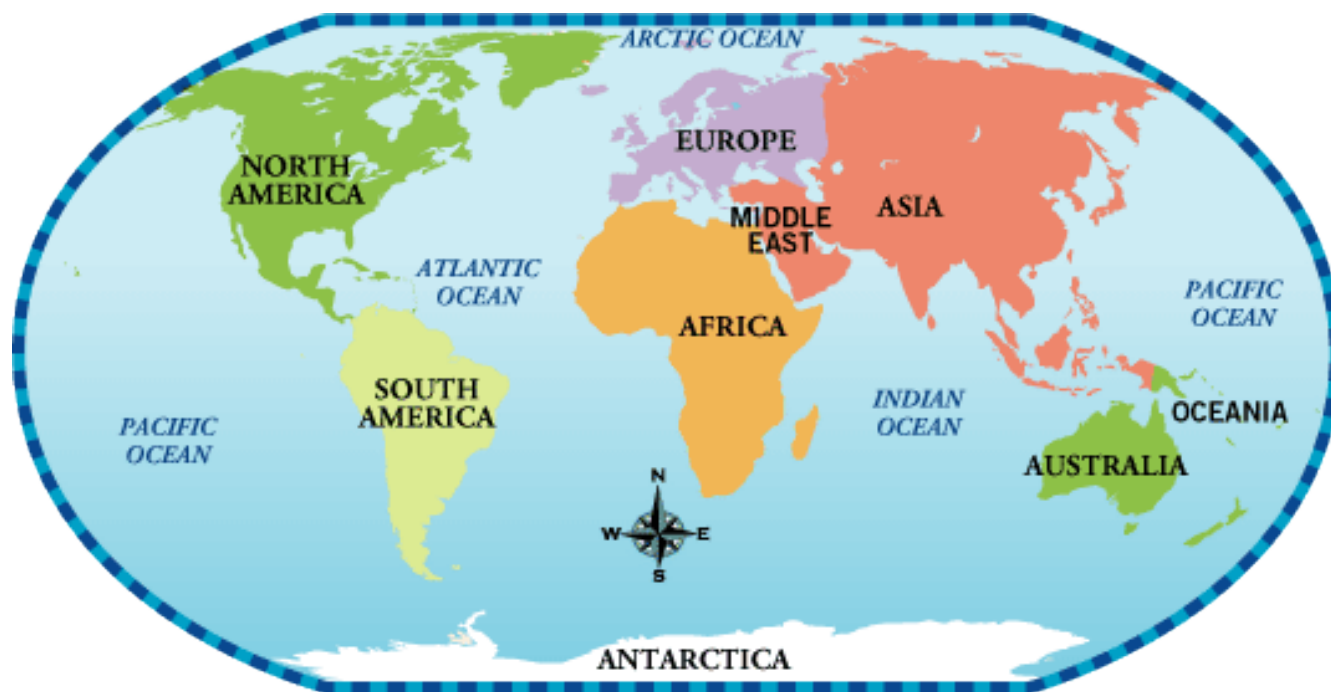 ARCTIC OCEAN
EUROPE
NORTH
AMERICA
ASIA
MIDDLE
EAST
ATLANTIC
OCEAN
PACIFIC
OCEAN
AFRICA
SOUTH
AMERICA
INDIAN
OCEAN
OCEANIA
PACIFIC
OCEAN
AUSTRALIA
N
W E
S
ANTARCTICA